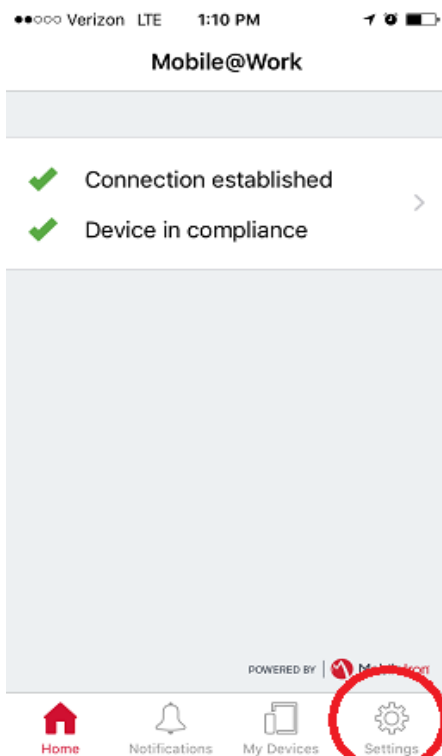 Verizon LTE 1:10 PM
Mobile@Work
Connection established
Device in compliance
POWERED BY | MobileIron
Home Notifications My Devices Settings